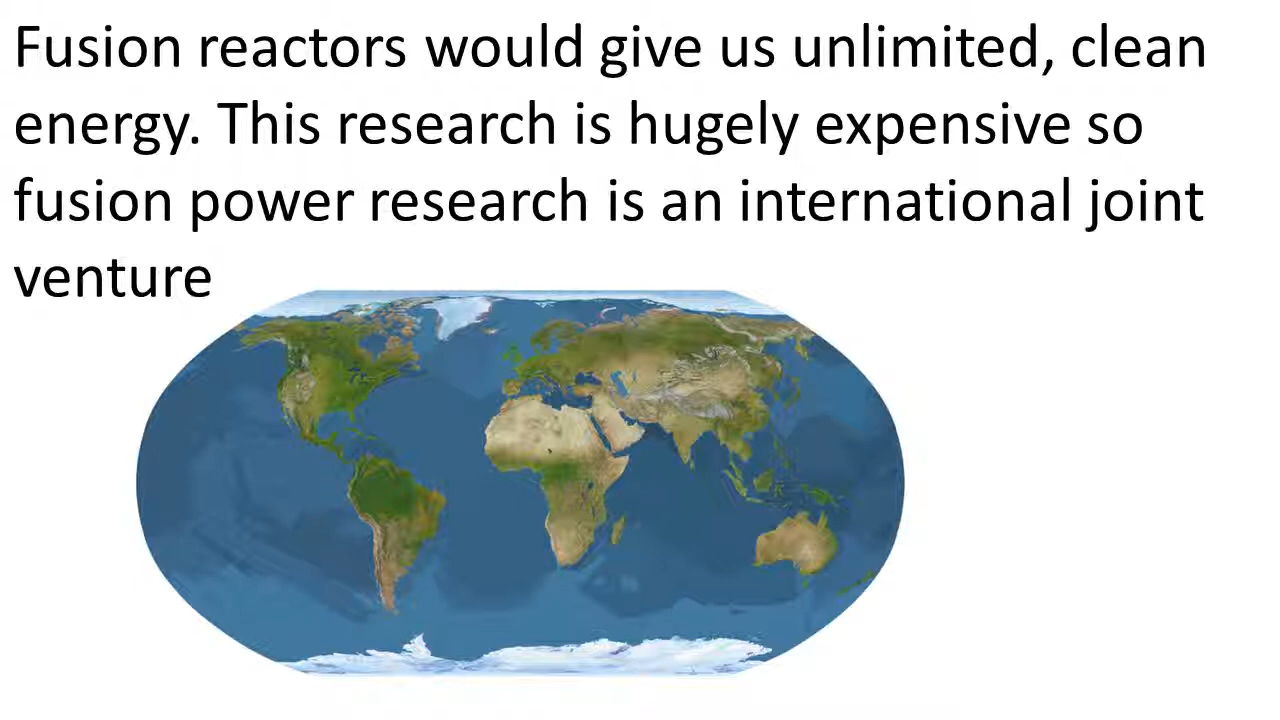 Fusion reactors would give us unlimited, clean
energy. This research is hugely expensive so
fusion power research is an international joint
venture